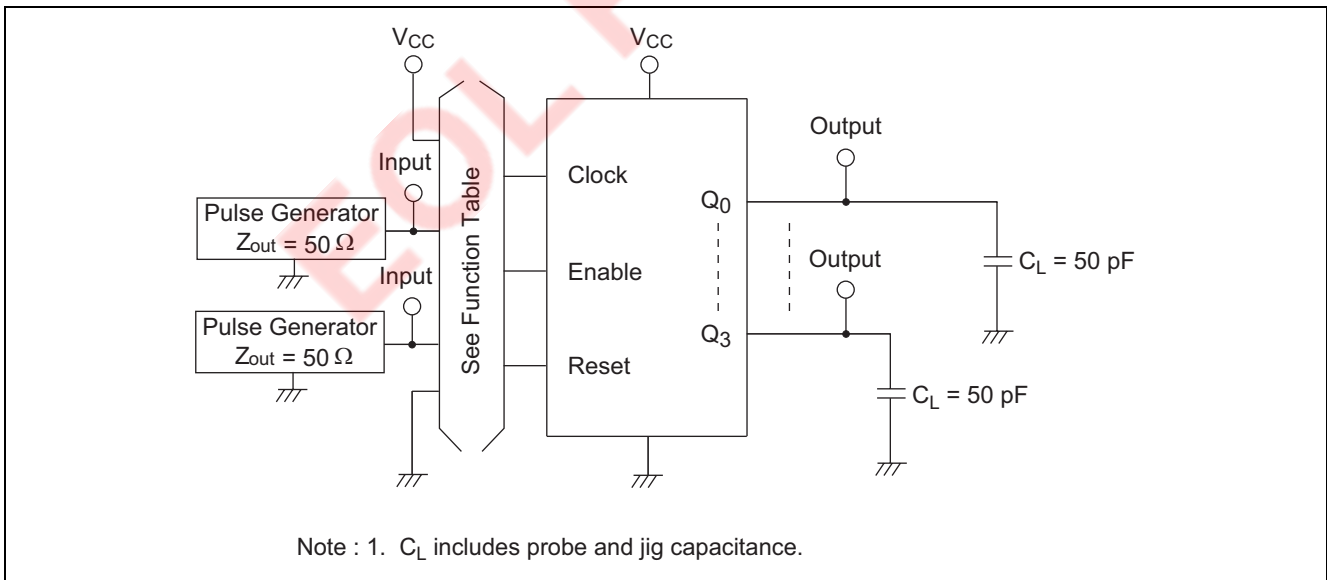 VCC
VCC
Input
Pulse Generator
Zout = 50 Ω
Input
Pulse Generator
Zout = 50 Ω
See Function Table
Clock
Enable
Reset
Q0
Q3
Output
Output
CL = 50 pF
CL = 50 pF
Note : 1. CL includes probe and jig capacitance.
EOL